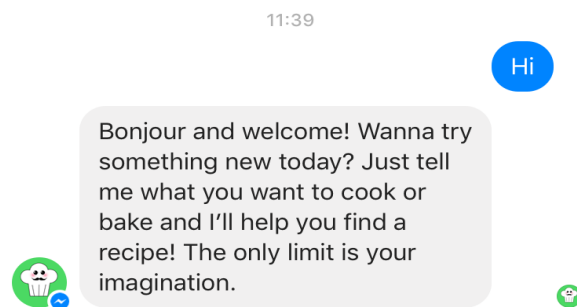 11:39
Hi
Bonjour and welcome! Wanna try
something new today? Just tell
me what you want to cook or
bake and I’ll help you find a
recipe! The only limit is your
imagination.